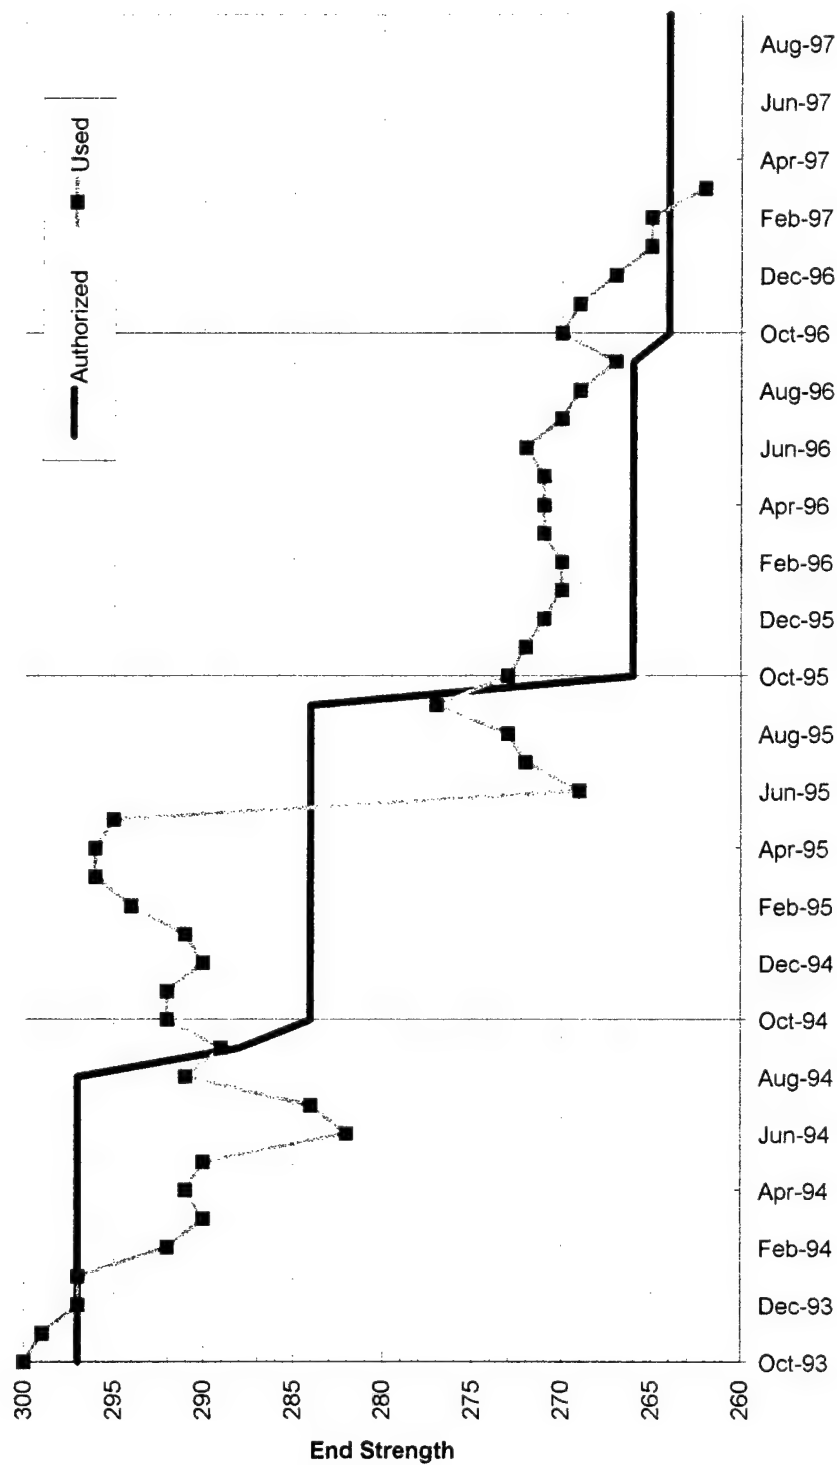 Authorized
Used
End Strength
300
295
290
285
280
275
270
265
260
Oct-93
Dec-93
Feb-94
Apr-94
Jun-94
Aug-94
Oct-94
Dec-94
Feb-95
Apr-95
Jun-95
Aug-95
Oct-95
Dec-95
Feb-96
Apr-96
Jun-96
Aug-96
Oct-96
Dec-96
Feb-97
Apr-97
Jun-97
Aug-97